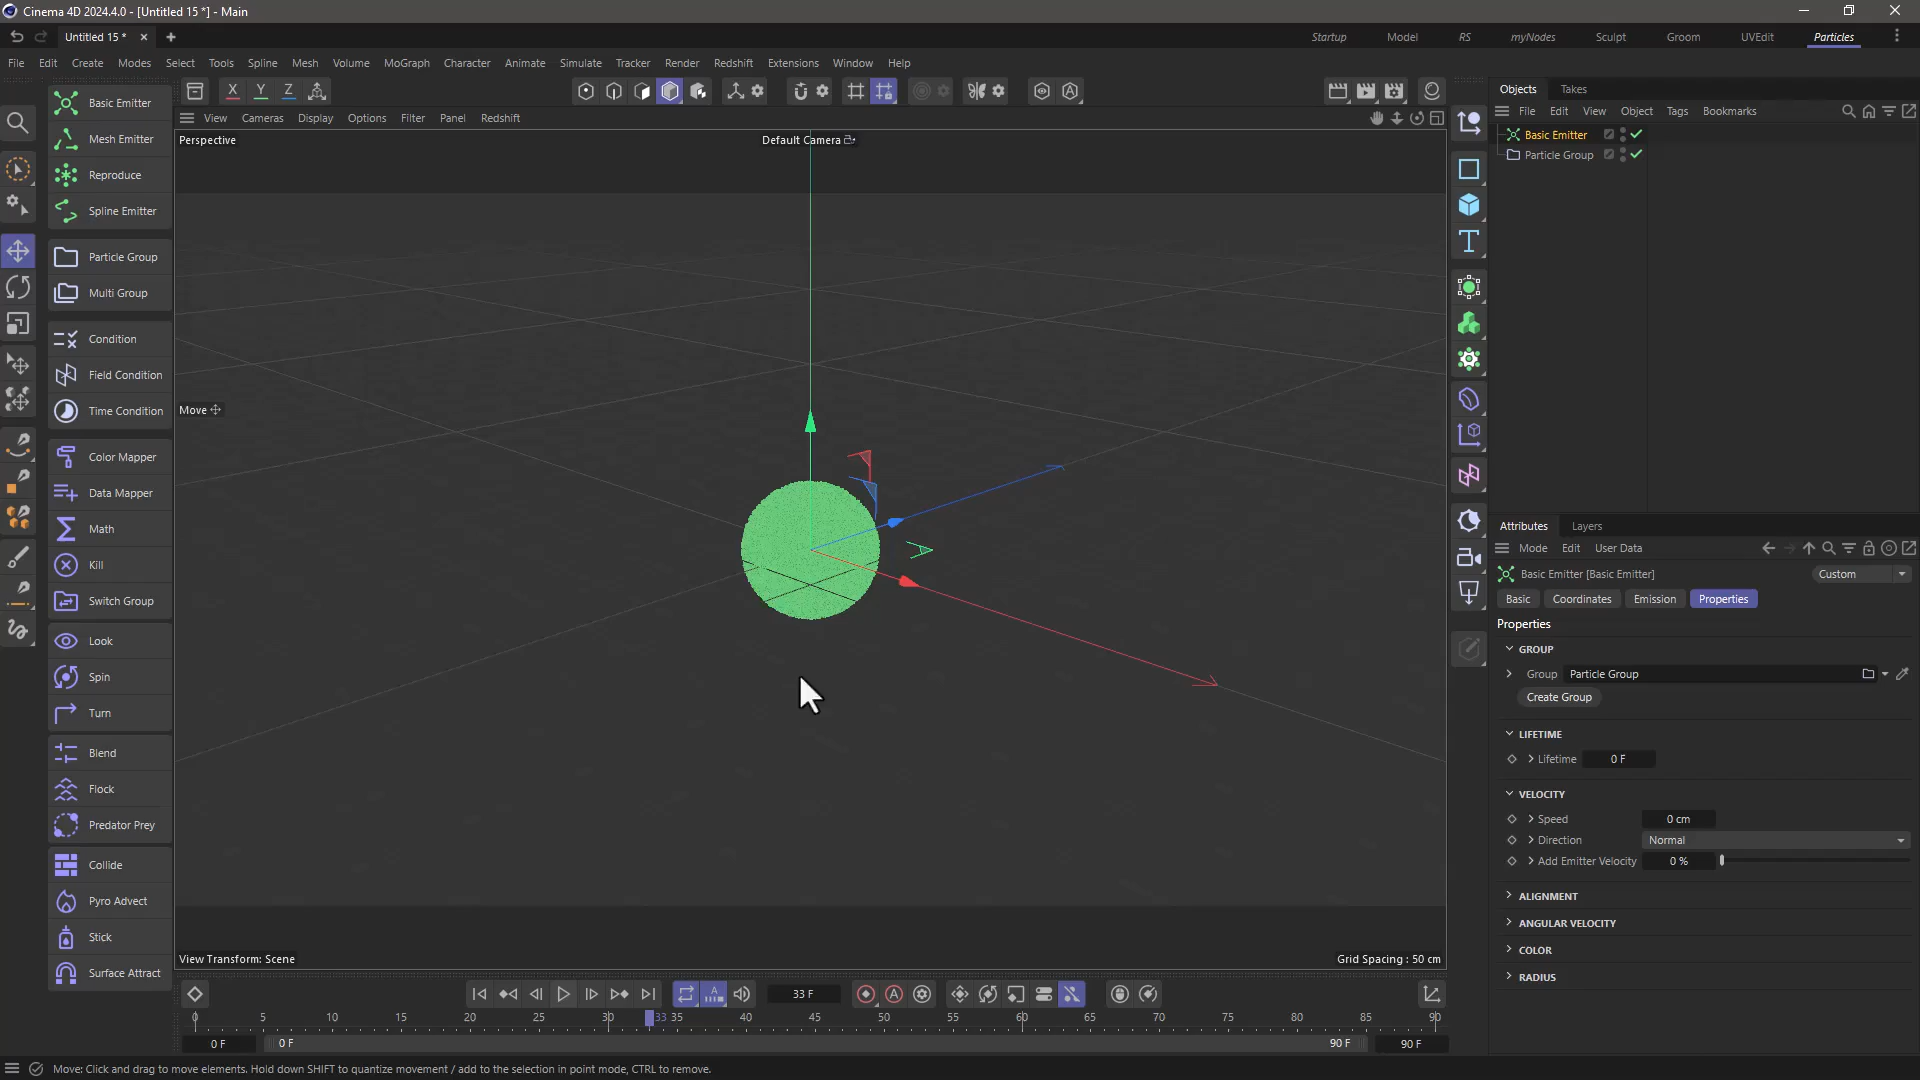 Cinema 4D 2024.4.0 - [Untitled 15 *] - Main
Untitled 15 *
Startup Model RS myNodes Sculpt Groom UVEdit Particles
File Edit Create Modes Select Tools Spline Mesh Volume MoGraph Character Animate Simulate Tracker Render Redshift Extensions Window Help
X Y Z
View Cameras Display Options Filter Panel Redshift
Perspective
Default Camera
Move
Basic Emitter
Mesh Emitter
Reproduce
Spline Emitter
Particle Group
Multi Group
Condition
Field Condition
Time Condition
Color Mapper
Data Mapper
Math
Kill
Switch Group
Look
Spin
Turn
Blend
Flock
Predator Prey
Collide
Pyro Advect
Stick
Surface Attract
View Transform: Scene
Grid Spacing : 50 cm
33 F
0 5 10 15 20 25 30 33 35 40 45 50 55 60 65 70 75 80 85 90
0 F 0 F 90 F 90 F
Move: Click and drag to move elements. Hold down SHIFT to quantize movement / add to the selection in point mode, CTRL to remove.
Objects Takes
File Edit View Object Tags Bookmarks
Basic Emitter
Particle Group
Attributes Layers
Mode Edit User Data
Basic Emitter [Basic Emitter] Custom
Basic Coordinates Emission Properties
Properties
GROUP
Group Particle Group
Create Group
LIFETIME
Lifetime 0 F
VELOCITY
Speed 0 cm
Direction Normal
Add Emitter Velocity 0 %
ALIGNMENT
ANGULAR VELOCITY
COLOR
RADIUS